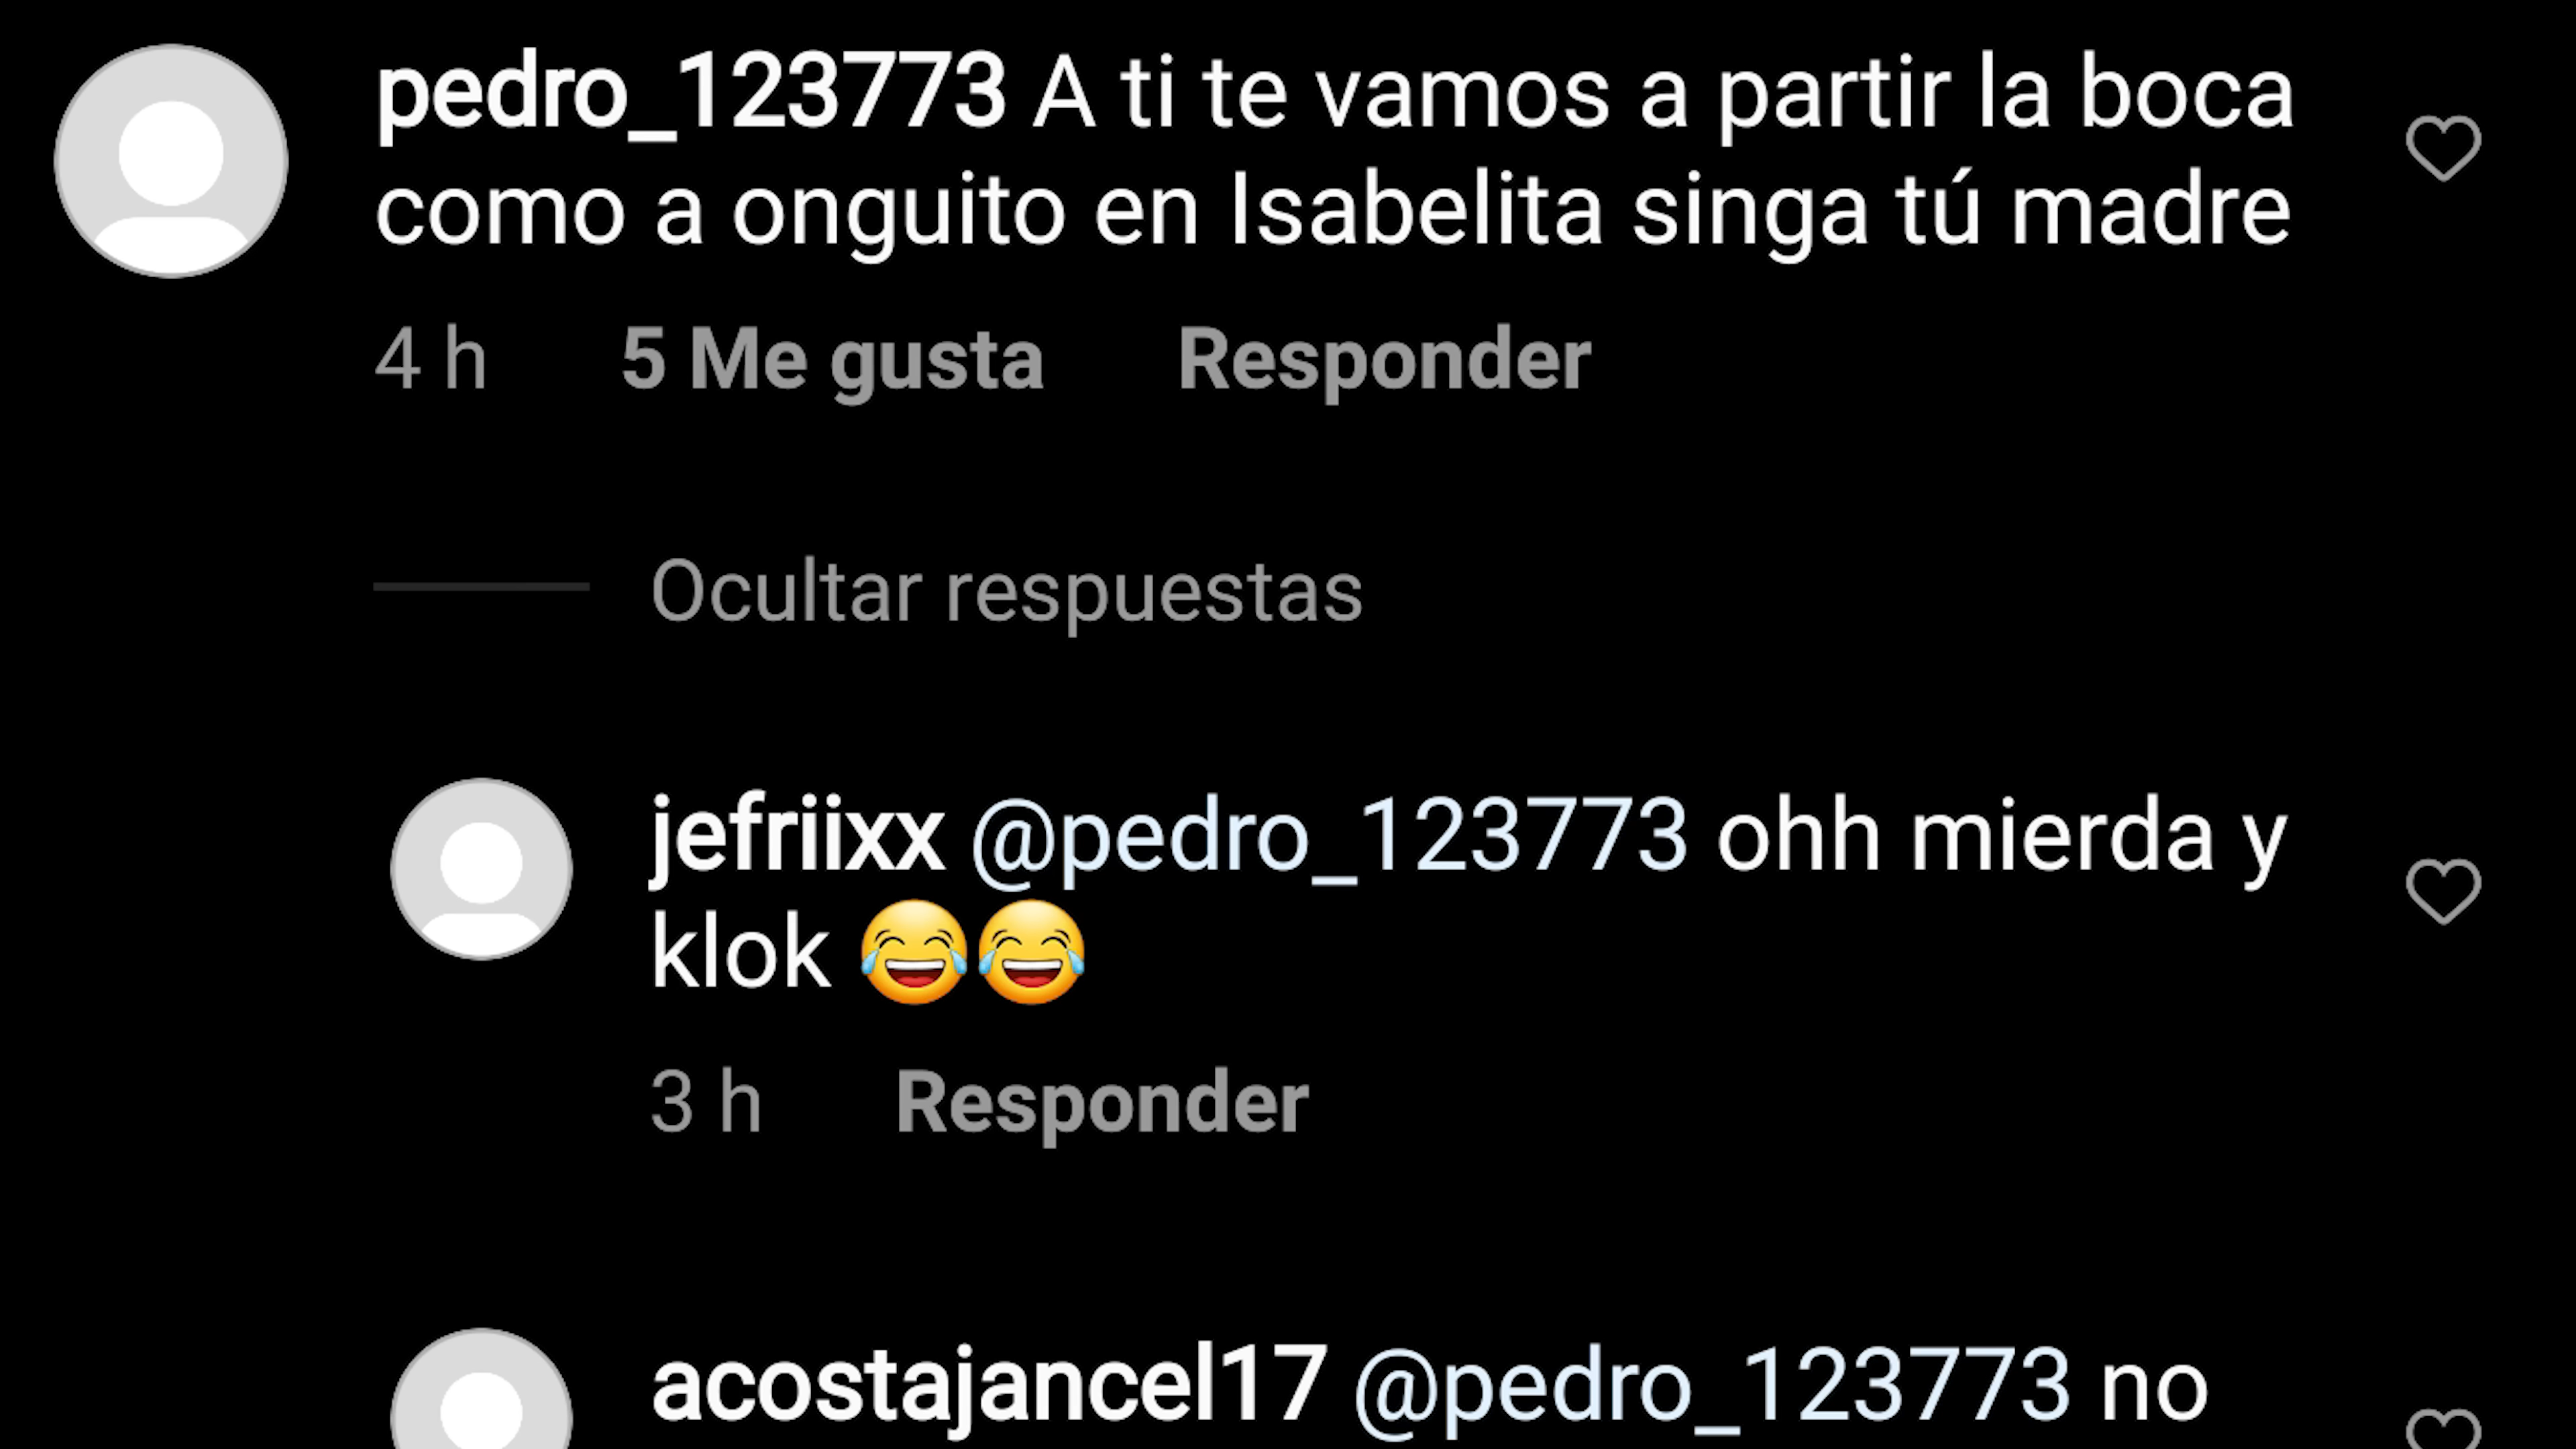 pedro_123773 A ti te vamos a partir la boca
como a onguito en Isabelita singa tú madre
4 h 5 Me gusta Responder
Ocultar respuestas
jefriixx @pedro_123773 ohh mierda y
klok 😂😂
3 h Responder
acostajancel17 @pedro_123773 no